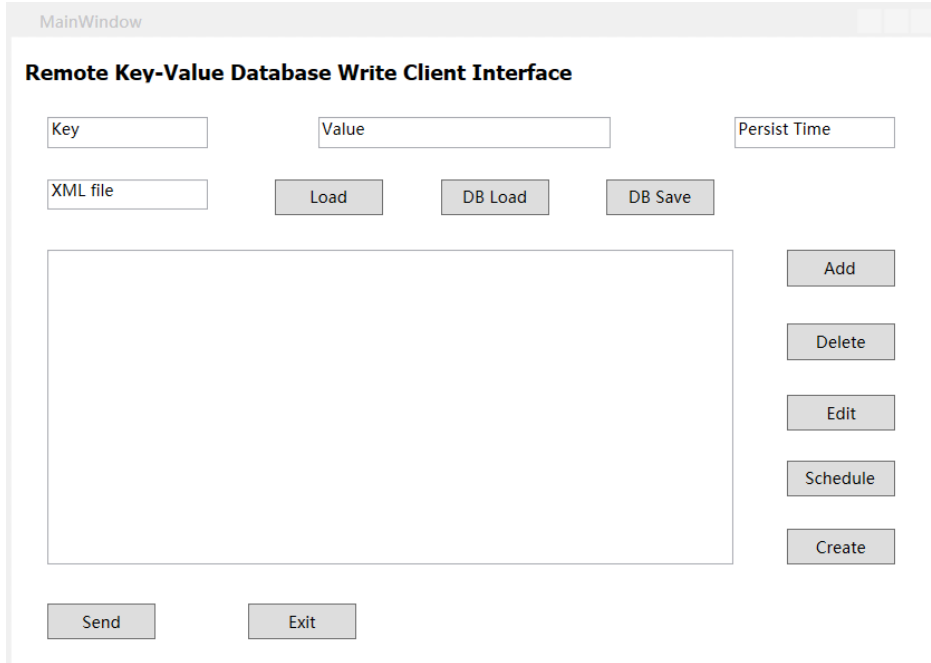 MainWindow
Remote Key-Value Database Write Client Interface
Key
Value
Persist Time
XML file
Load
DB Load
DB Save
Add
Delete
Edit
Schedule
Create
Send
Exit